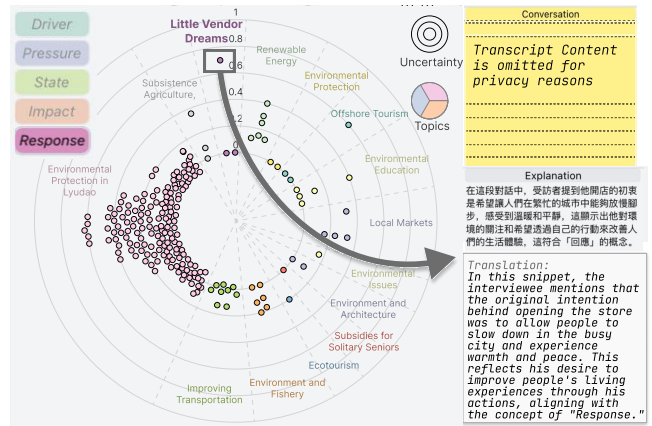 Driver
Pressure
State
Impact
Response
Little Vendor
Dreams
1
0.8
0.6
0.4
0.2
0
Renewable
Energy
Environmental
Protection
Offshore Tourism
Environmental
Education
Local Markets
Environmental
Issues
Environment and
Architecture
Subsidies for
Solitary Seniors
Ecotourism
Environment and
Fishery
Improving
Transportation
Environmental
Protection in
Lyudao
Subsistence
Agriculture,
Uncertainty
Topics
Conversation
Transcript Content
is omitted for
privacy reasons
Explanation
在這段對話中，受訪者提到他開店的初衷
是希望讓人們在繁忙的城市中能夠放慢腳
步，感受到溫暖和平靜，這顯示出他對環
境的關注和希望透過自己的行動來改善人
們的生活體驗，這符合「回應」的概念。
Translation:
In this snippet, the
interviewee mentions that
the original intention
behind opening the store
was to allow people to
slow down in the busy
city and experience
warmth and peace. This
reflects his desire to
improve people's living
experiences through his
actions, aligning with
the concept of "Response."